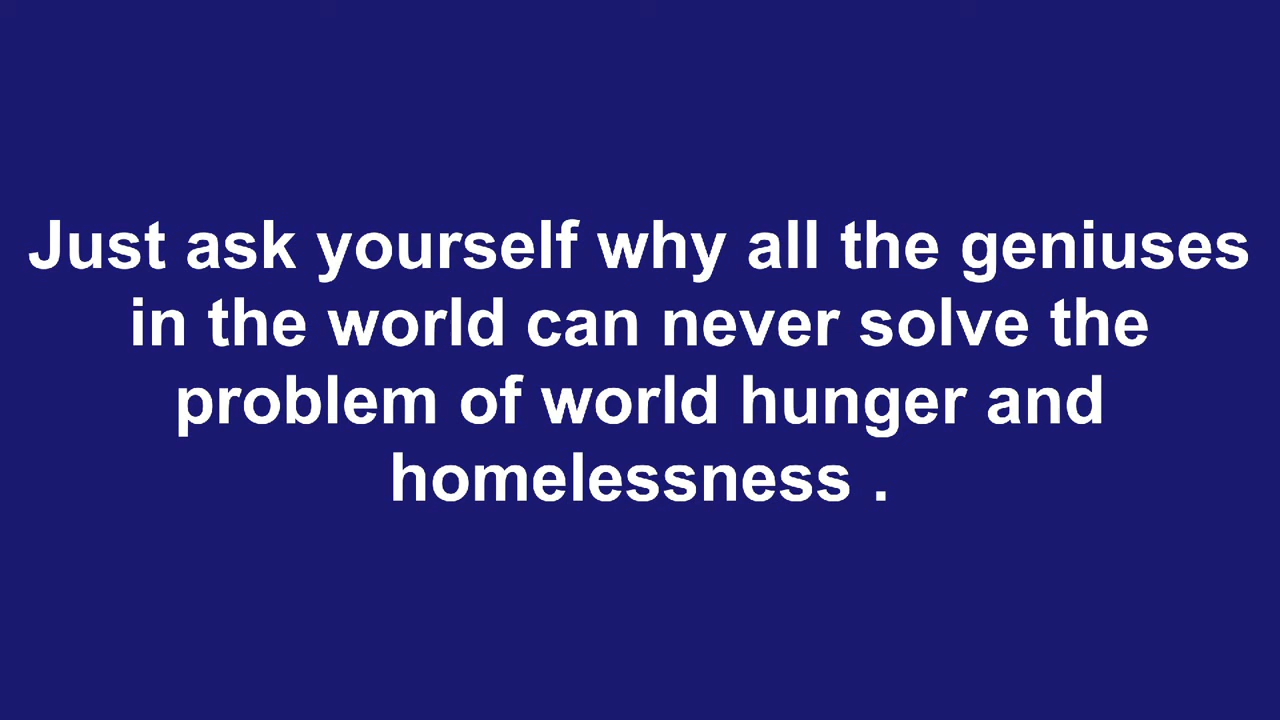 Just ask yourself why all the geniuses
in the world can never solve the
problem of world hunger and
homelessness .